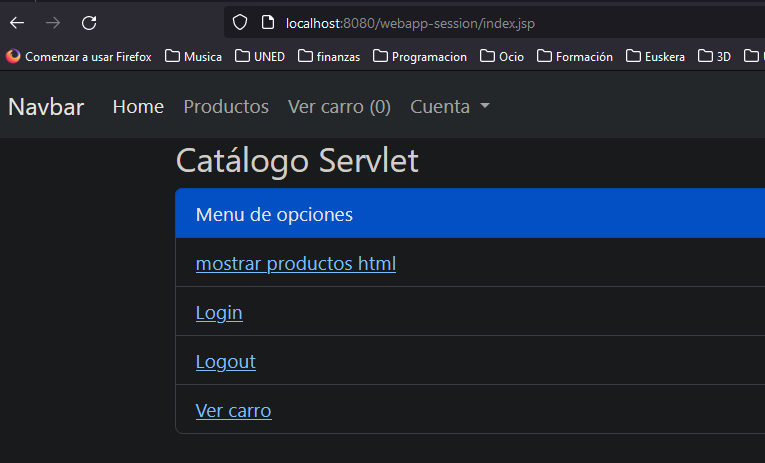 localhost:8080/webapp-session/index.jsp
Comenzar a usar Firefox Musica UNED finanzas Programacion Ocio Formación Euskera 3D
Navbar Home Productos Ver carro (0) Cuenta
Catálogo Servlet
Menu de opciones
mostrar productos html
Login
Logout
Ver carro